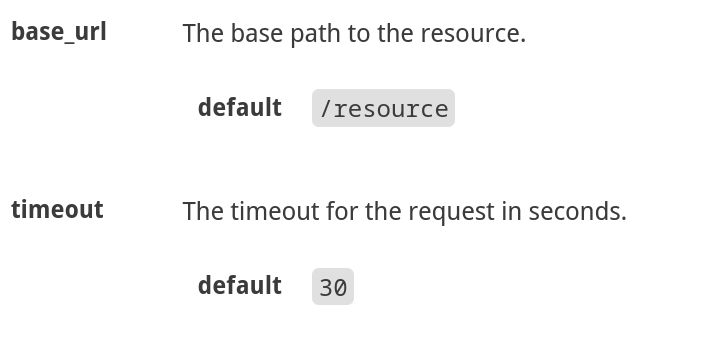 base_url The base path to the resource.
default /resource
timeout The timeout for the request in seconds.
default 30